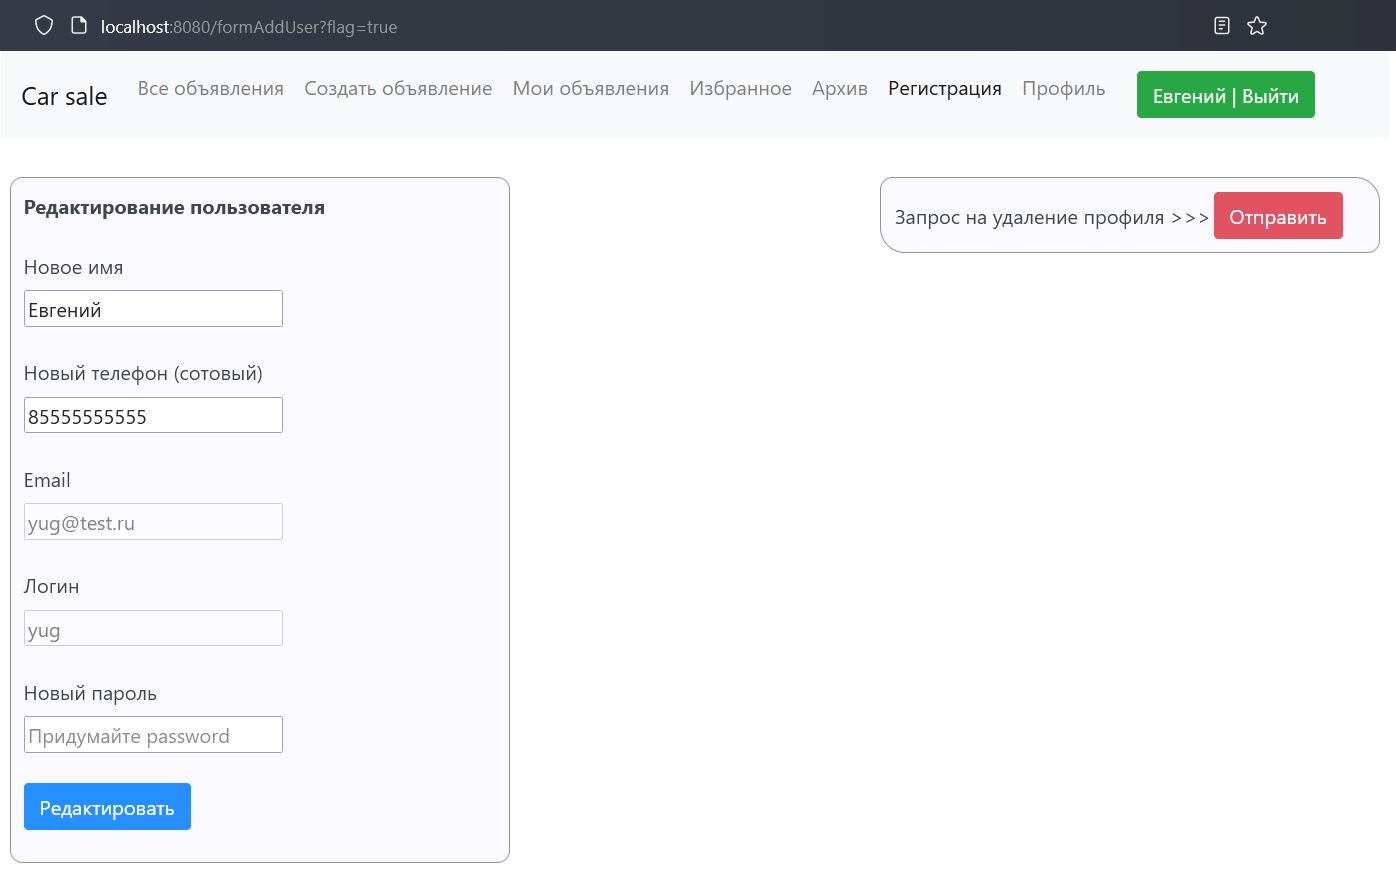 localhost:8080/formAddUser?flag=true
Car sale Все объявления Создать объявление Мои объявления Избранное Архив Регистрация Профиль Евгений | Выйти
Редактирование пользователя
Новое имя
Евгений
Новый телефон (сотовый)
85555555555
Email
yug@test.ru
Логин
yug
Новый пароль
Придумайте password
Редактировать
Запрос на удаление профиля >>> Отправить